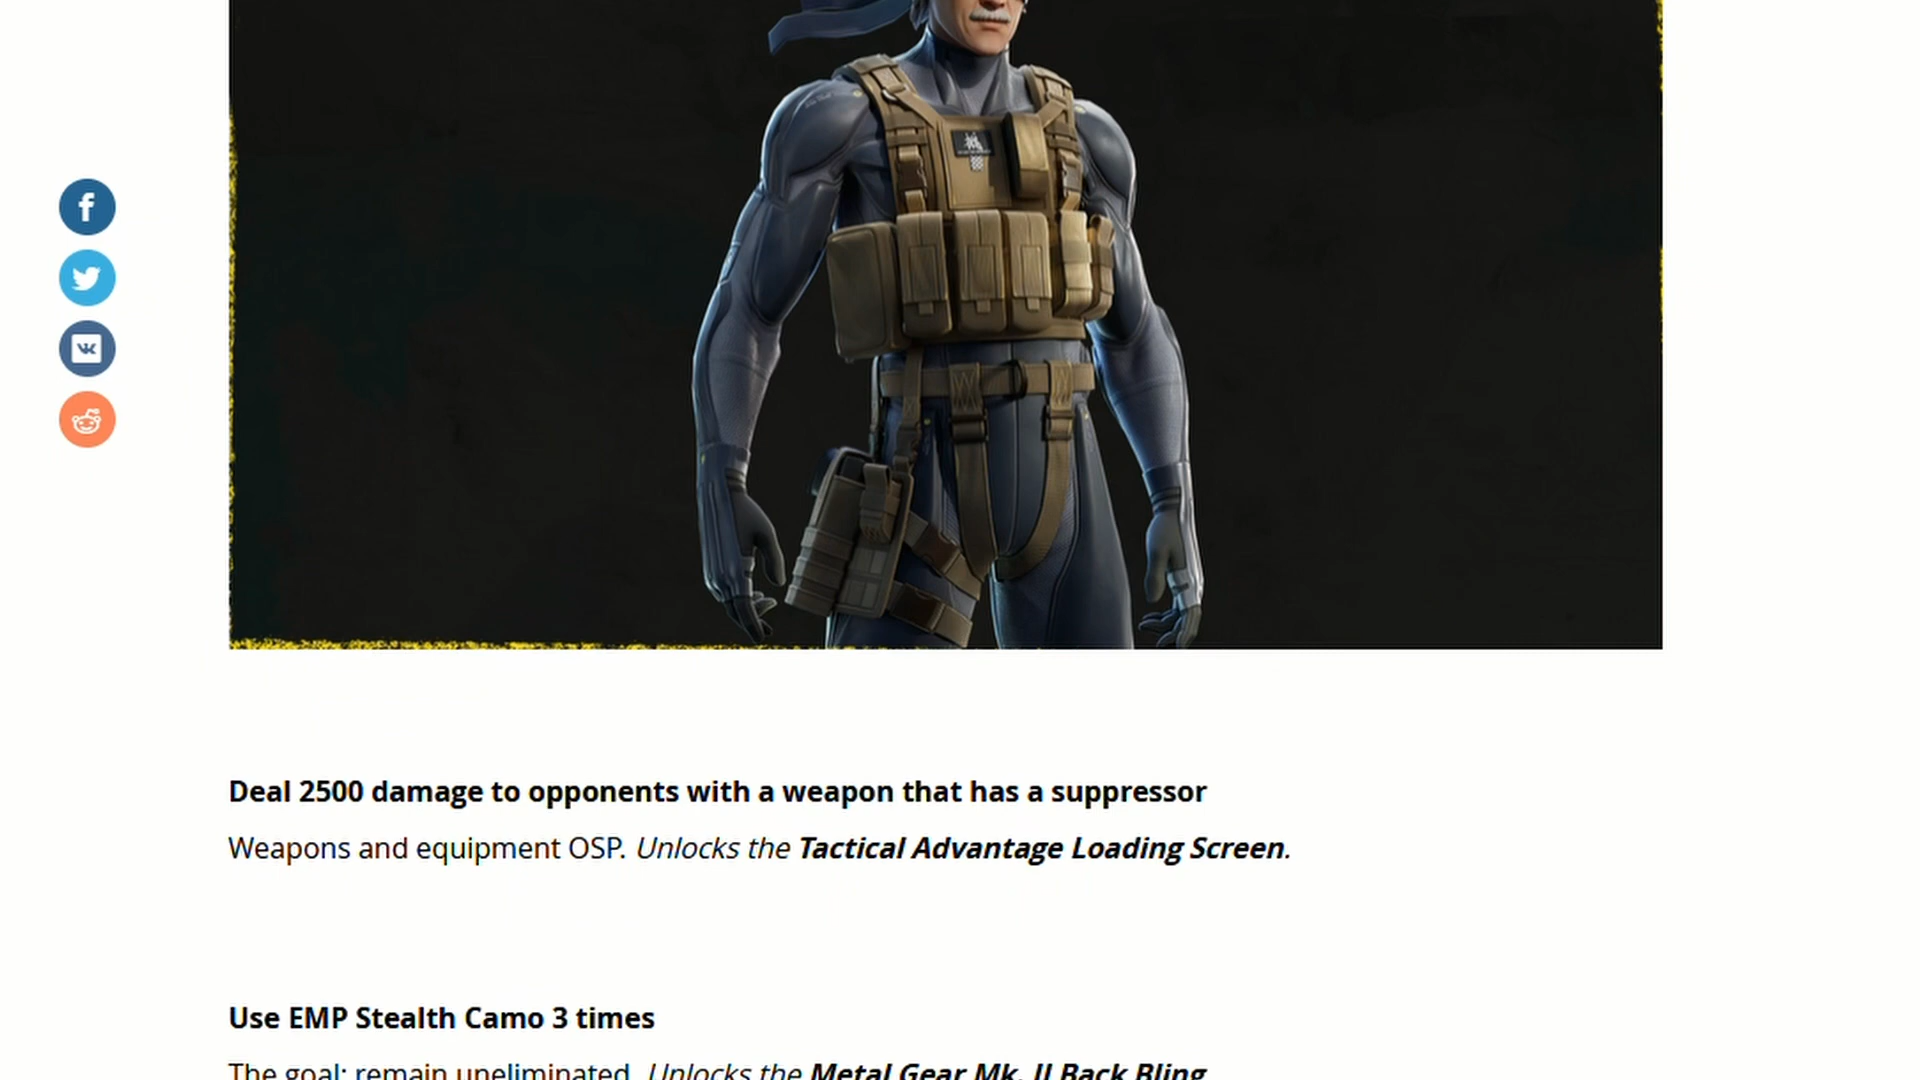 Deal 2500 damage to opponents with a weapon that has a suppressor
Weapons and equipment OSP. Unlocks the Tactical Advantage Loading Screen.
Use EMP Stealth Camo 3 times
The goal: remain uneliminated. Unlocks the Metal Gear Mk. II Back Bling